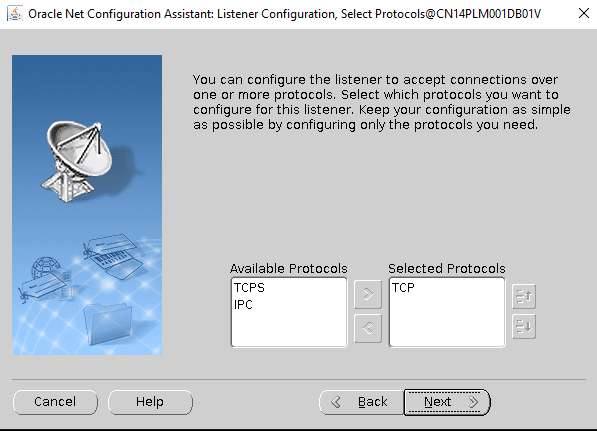 Oracle Net Configuration Assistant: Listener Configuration, Select Protocols@CN14PLM001DB01V
You can configure the listener to accept connections over
one or more protocols. Select which protocols you want to
configure for this listener. Keep your configuration as simple
as possible by configuring only the protocols you need.
Available Protocols
TCPS
IPC
Selected Protocols
TCP
Cancel
Help
Back
Next